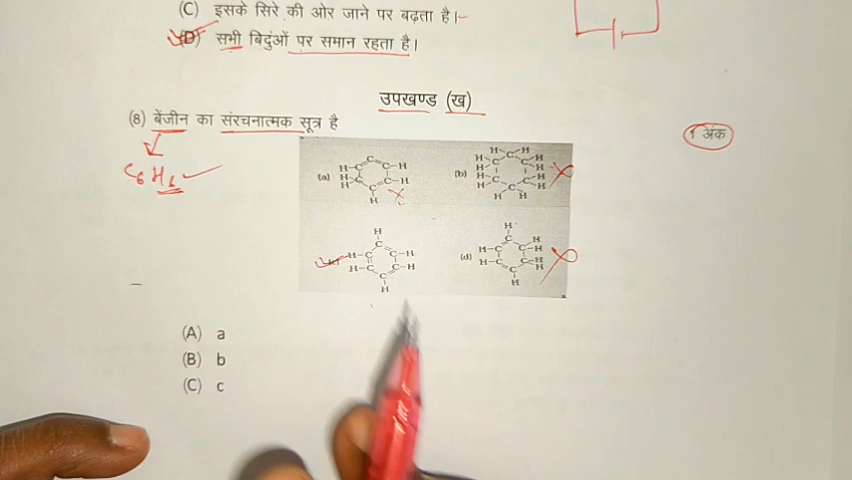 (C) इसके सिरे की ओर जाने पर बढ़ता है।
(D) सभी बिदुंओं पर समान रहता है।
उपखण्ड (ख)
(8) बेंजीन का संरचनात्मक सूत्र है
1 अंक
C6H6
(a)
(b)
(d)
(A) a
(B) b
(C) c